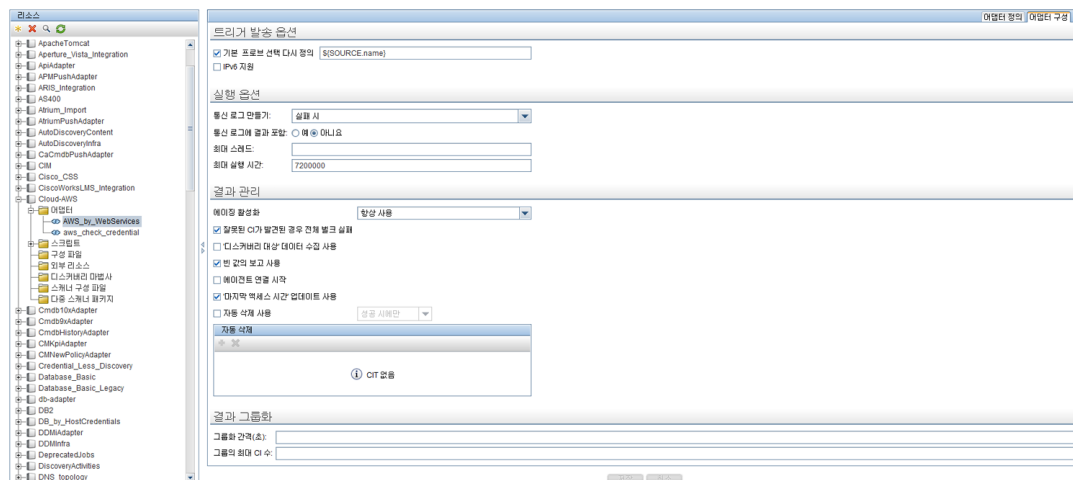 리소스
ApacheTomcat
Aperture_Vista_Integration
ApiAdapter
APMPushAdapter
ARIS_Integration
AS400
Atrium_Import
AtriumPushAdapter
AutoDiscoveryContent
AutoDiscoveryInfra
CaCmdbPushAdapter
CIM
Cisco_CSS
CiscoWorksLMS_Integration
Cloud-AWS
어댑터
AWS_by_WebServices
aws_check_credential
스크립트
구성 파일
외부 리소스
디스커버리 마법사
스캐너 구성 파일
다중 스캐너 패키지
Cmdb10xAdapter
Cmdb9xAdapter
CmdbHistoryAdapter
CMKpiAdapter
CMNewPolicyAdapter
Credential_Less_Discovery
Database_Basic
Database_Basic_Legacy
db-adapter
DB2
DB_by_HostCredentials
DDMiAdapter
DDMInfra
DeprecatedJobs
DiscoveryActivities
DNS_topology
어댑터 정의 어댑터 구성
트리거 발송 옵션
기본 프로브 선택 다시 정의 ${SOURCE.name}
IPv6 지원
실행 옵션
통신 로그 만들기: 실패 시
통신 로그에 결과 포함: 예 아니요
최대 스레드:
최대 실행 시간: 7200000
결과 관리
에이징 활성화 항상 사용
잘못된 CI가 발견된 경우 전체 벌크 실패
'디스커버리 대상' 데이터 수집 사용
빈 값의 보고 사용
에이전트 연결 시작
'마지막 액세스 시간' 업데이트 사용
자동 삭제 사용 성공 시에만
자동 삭제
CIT 없음
결과 그룹화
그룹화 간격(초):
그룹의 최대 CI 수: